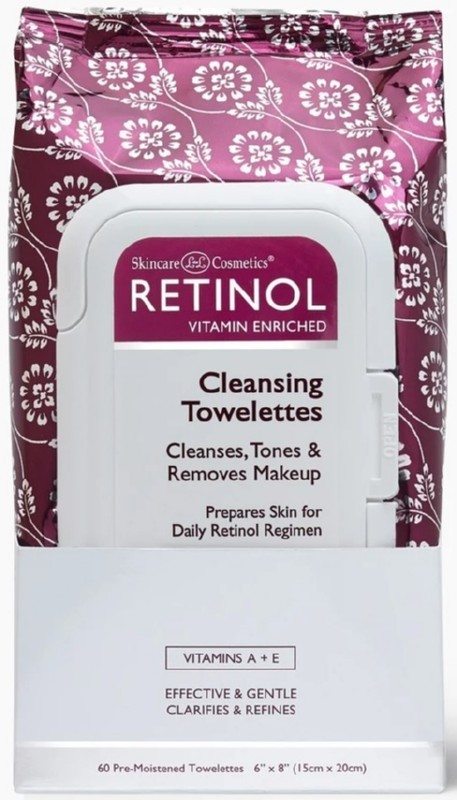 Skincare L&L Cosmetics®
RETINOL
VITAMIN ENRICHED
Cleansing
Towelettes
Cleanses, Tones &
Removes Makeup
OPEN
Prepares Skin for
Daily Retinol Regimen
VITAMINS A + E
EFFECTIVE & GENTLE
CLARIFIES & REFINES
60 Pre-Moistened Towelettes 6" x 8" (15cm x 20cm)